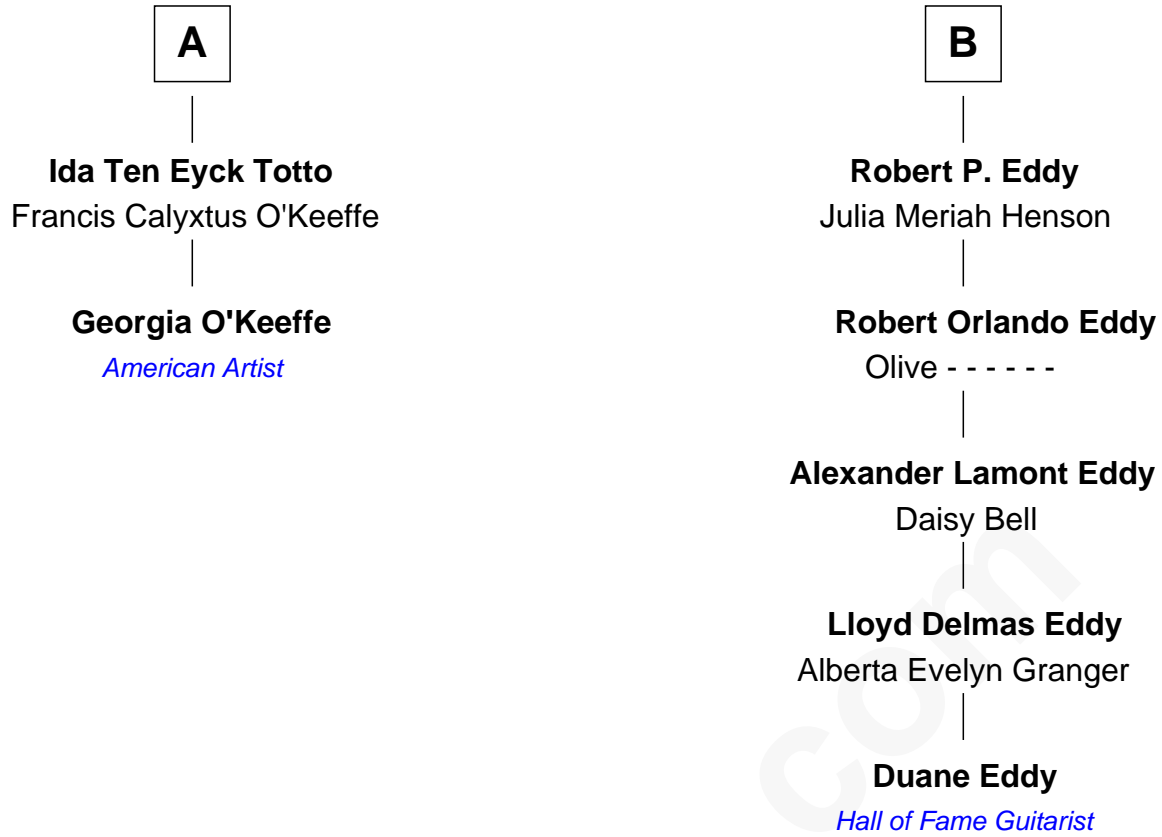 A
Ida Ten Eyck Totto
Francis Calyxtus O'Keeffe
Georgia O'Keeffe
American Artist
B
Robert P. Eddy
Julia Meriah Henson
Robert Orlando Eddy
Olive - - - - - -
Alexander Lamont Eddy
Daisy Bell
Lloyd Delmas Eddy
Alberta Evelyn Granger
Duane Eddy
Hall of Fame Guitarist
com